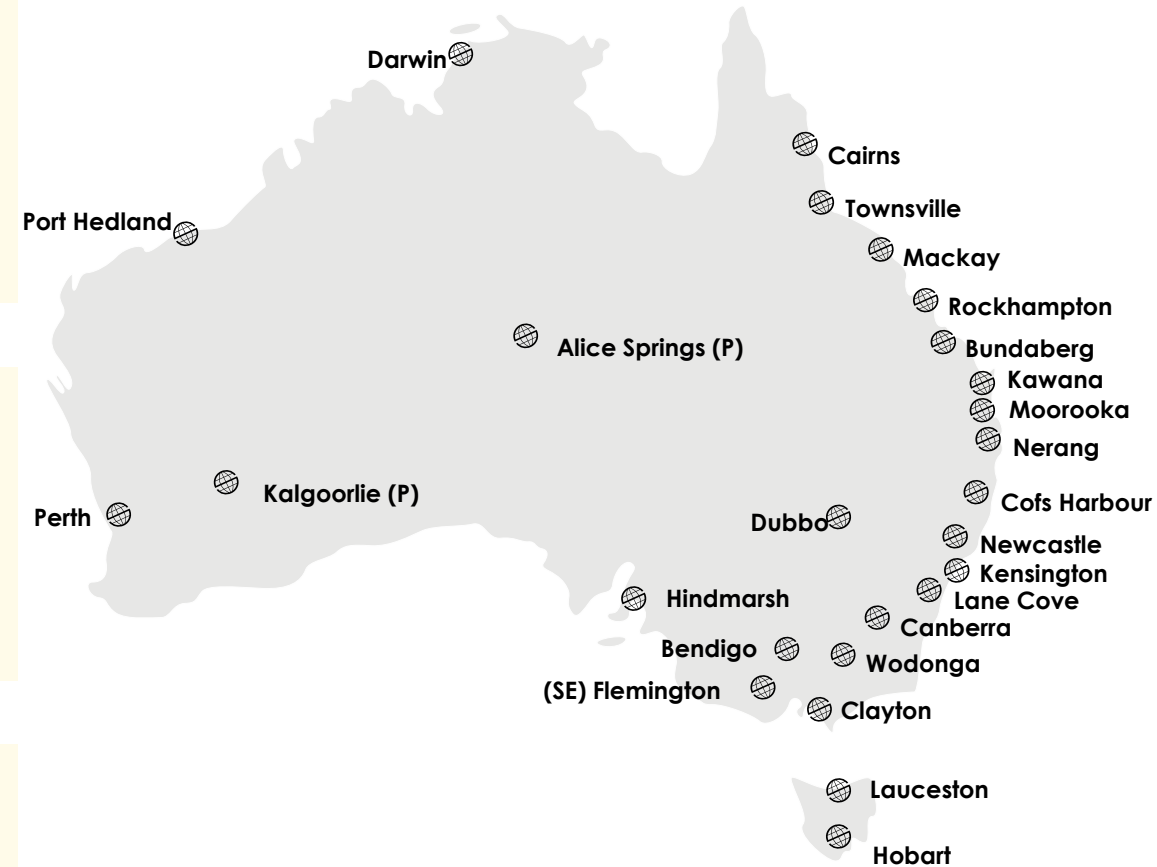 Darwin
Cairns
Townsville
Port Hedland
Mackay
Rockhampton
Alice Springs (P)
Bundaberg
Kawana
Moorooka
Nerang
Kalgoorlie (P)
Cofs Harbour
Perth
Dubbo
Newcastle
Kensington
Hindmarsh
Lane Cove
Canberra
Bendigo
Wodonga
(SE) Flemington
Clayton
Lauceston
Hobart